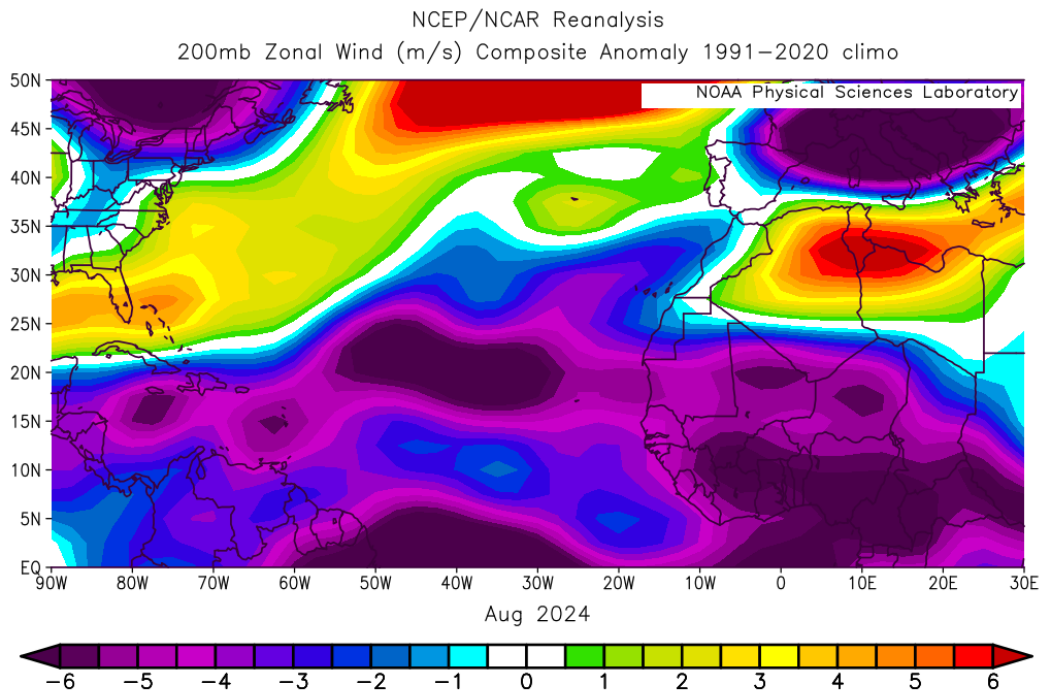 NCEP/NCAR Reanalysis
200mb Zonal Wind (m/s) Composite Anomaly 1991−2020 climo
NOAA Physical Sciences Laboratory
50N
45N
40N
35N
30N
25N
20N
15N
10N
5N
EQ
90W 80W 70W 60W 50W 40W 30W 20W 10W 0 10E 20E 30E
Aug 2024
−6 −5 −4 −3 −2 −1 0 1 2 3 4 5 6